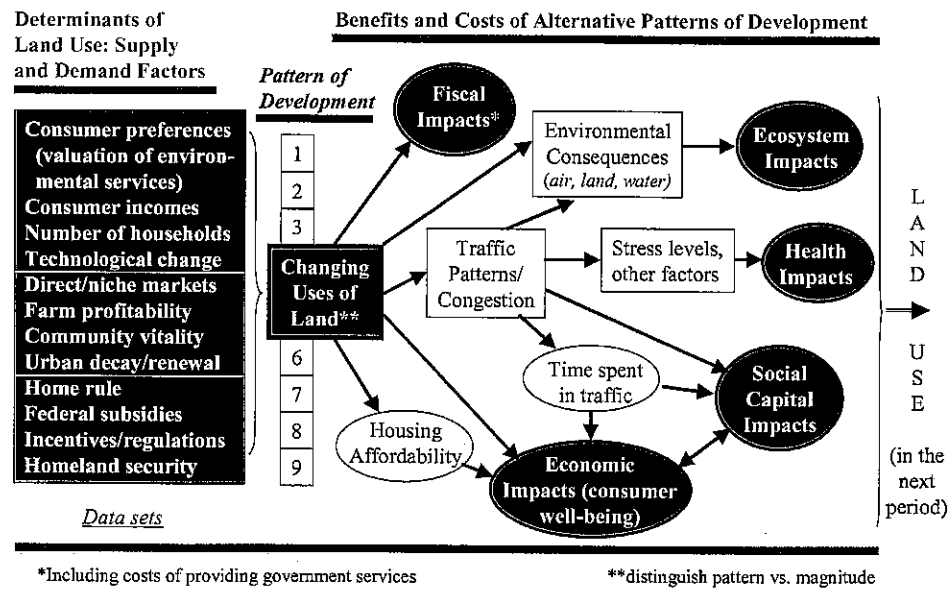 Determinants of
Land Use: Supply
and Demand Factors
Benefits and Costs of Alternative Patterns of Development
Pattern of
Development
Consumer preferences
(valuation of environ-
mental services)
Consumer incomes
Number of households
Technological change
Direct/niche markets
Farm profitability
Community vitality
Urban decay/renewal
Home rule
Federal subsidies
Incentives/regulations
Homeland security
Data sets
1
2
3
Changing
Uses of
Land**
6
7
8
9
Fiscal
Impacts*
Environmental
Consequences
(air, land, water)
Ecosystem
Impacts
Traffic
Patterns/
Congestion
Stress levels,
other factors
Health
Impacts
Time spent
in traffic
Social
Capital
Impacts
Housing
Affordability
Economic
Impacts (consumer
well-being)
L
A
N
D
U
S
E
(in the
next
period)
*Including costs of providing government services
**distinguish pattern vs. magnitude